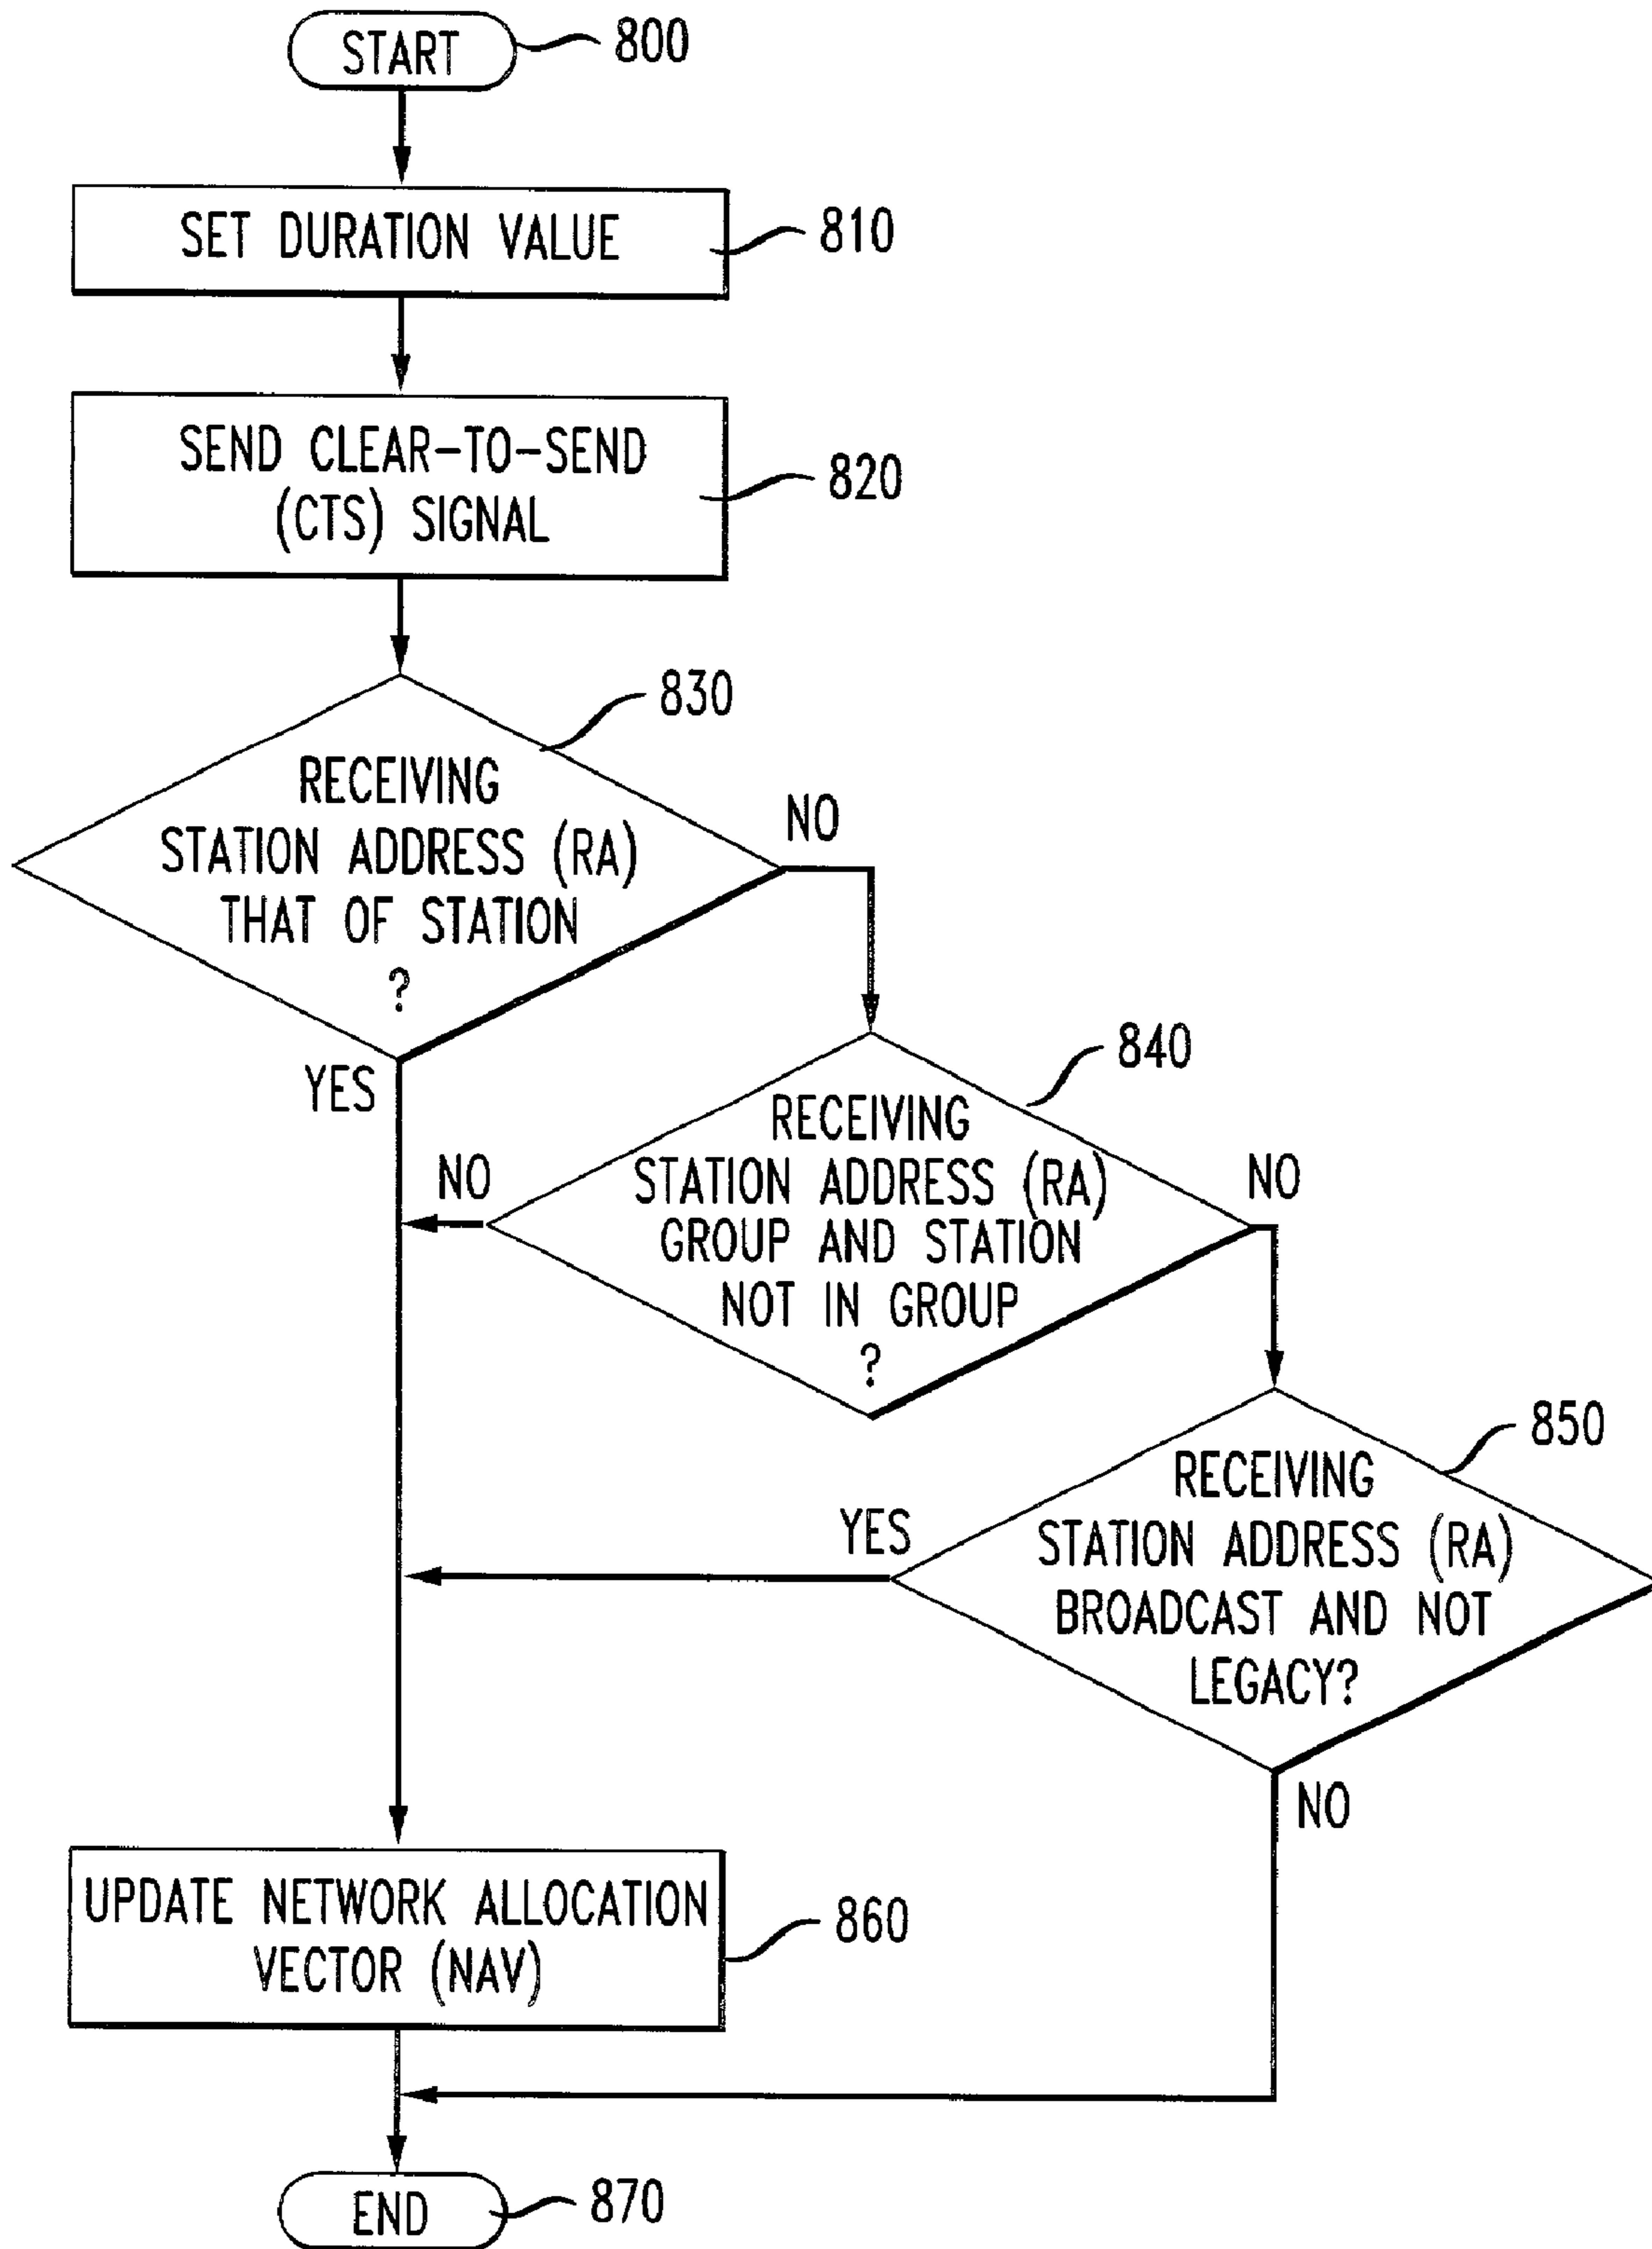 START
800
SET DURATION VALUE
810
SEND CLEAR-TO-SEND
(CTS) SIGNAL
820
830
RECEIVING
STATION ADDRESS (RA)
THAT OF STATION
?
NO
YES
840
RECEIVING
STATION ADDRESS (RA)
GROUP AND STATION
NOT IN GROUP
?
NO
NO
850
RECEIVING
STATION ADDRESS (RA)
BROADCAST AND NOT
LEGACY?
YES
NO
UPDATE NETWORK ALLOCATION
VECTOR (NAV)
860
END
870